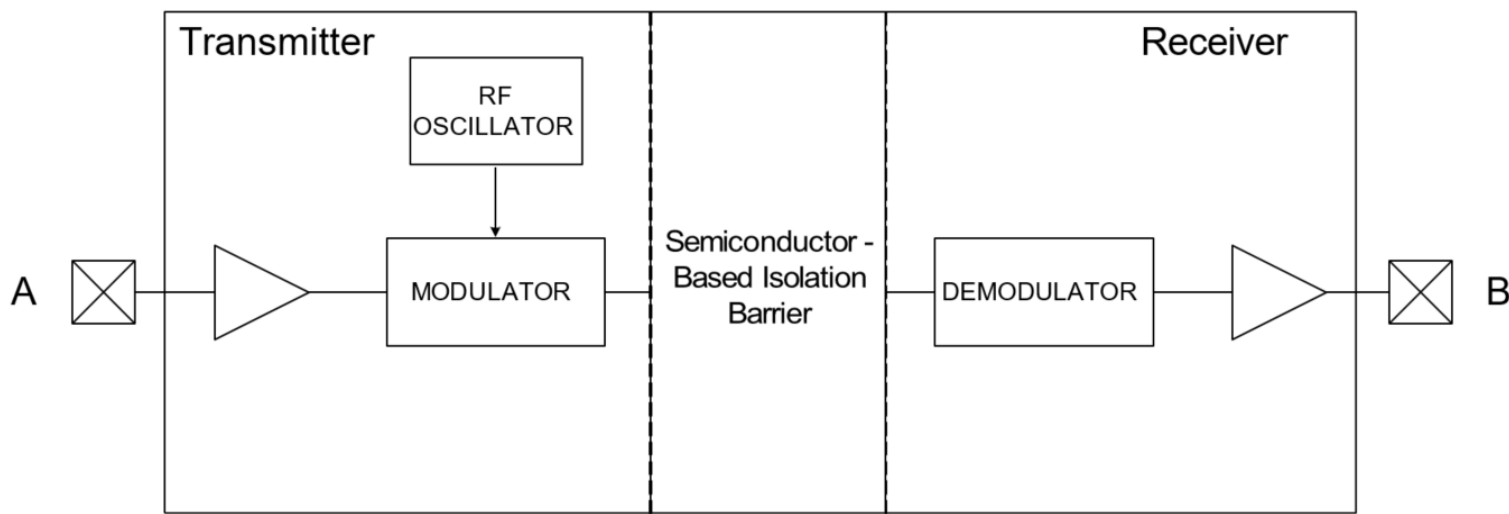 Transmitter
Receiver
RF
OSCILLATOR
A
MODULATOR
Semiconductor -
Based Isolation
Barrier
DEMODULATOR
B